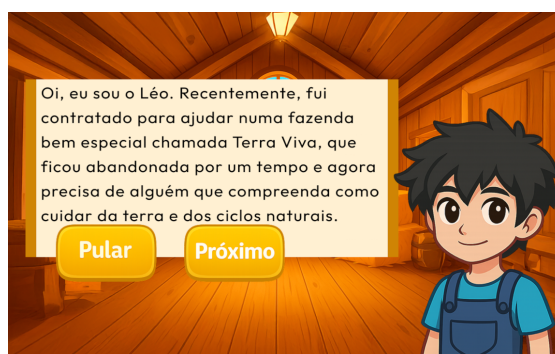 Oi, eu sou o Léo. Recentemente, fui
contratado para ajudar numa fazenda
bem especial chamada Terra Viva, que
ficou abandonada por um tempo e agora
precisa de alguém que compreenda como
cuidar da terra e dos ciclos naturais.
Pular
Próximo